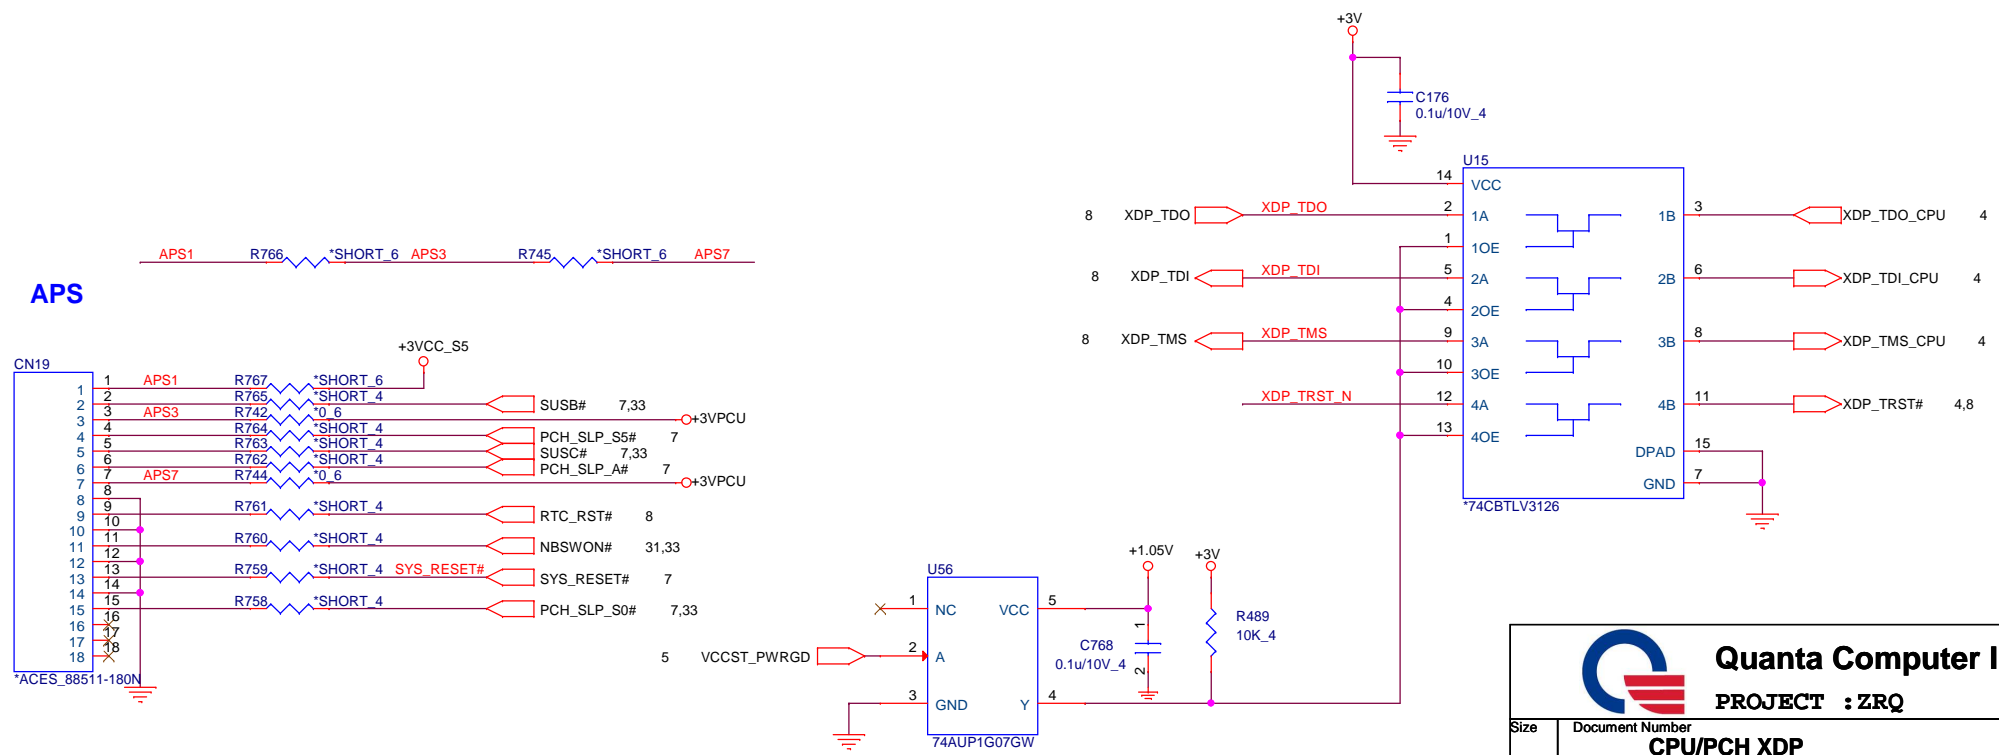 +3V
C176
0.1u/10V_4
U15
14 VCC
8 XDP_TDO XDP_TDO 2 1A 1B 3 XDP_TDO_CPU 4
1 1OE
8 XDP_TDI XDP_TDI 5 2A 2B 6 XDP_TDI_CPU 4
4 2OE
8 XDP_TMS XDP_TMS 9 3A 3B 8 XDP_TMS_CPU 4
10 3OE
XDP_TRST_N 12 4A 4B 11 XDP_TRST# 4,8
13 4OE
DPAD 15
GND 7
*74CBTLV3126
APS1 R766 *SHORT_6 APS3 R745 *SHORT_6 APS7
APS
+3VCC_S5
CN19
1 1 APS1 R767 *SHORT_6
2 2 R765 *SHORT_4 SUSB# 7,33
3 3 APS3 R742 *0_6 +3VPCU
4 4 R764 *SHORT_4 PCH_SLP_S5# 7
5 5 R763 *SHORT_4 SUSC# 7,33
6 6 R762 *SHORT_4 PCH_SLP_A# 7
7 7 APS7 R744 *0_6 +3VPCU
8 8
9 9 R761 *SHORT_4 RTC_RST# 8
10 10
11 11 R760 *SHORT_4 NBSWON# 31,33
12 12
13 13 R759 *SHORT_4 SYS_RESET# SYS_RESET# 7
14 14
15 15 R758 *SHORT_4 PCH_SLP_S0# 7,33
16 16
17 17
18 18
*ACES_88511-180N
+1.05V +3V
U56
1 NC VCC 5
R489
10K_4
1 C768 2
0.1u/10V_4
5 VCCST_PWRGD 2 A
3 GND Y 4
74AUP1G07GW
Quanta Computer I
PROJECT : ZRQ
Size Document Number
CPU/PCH XDP